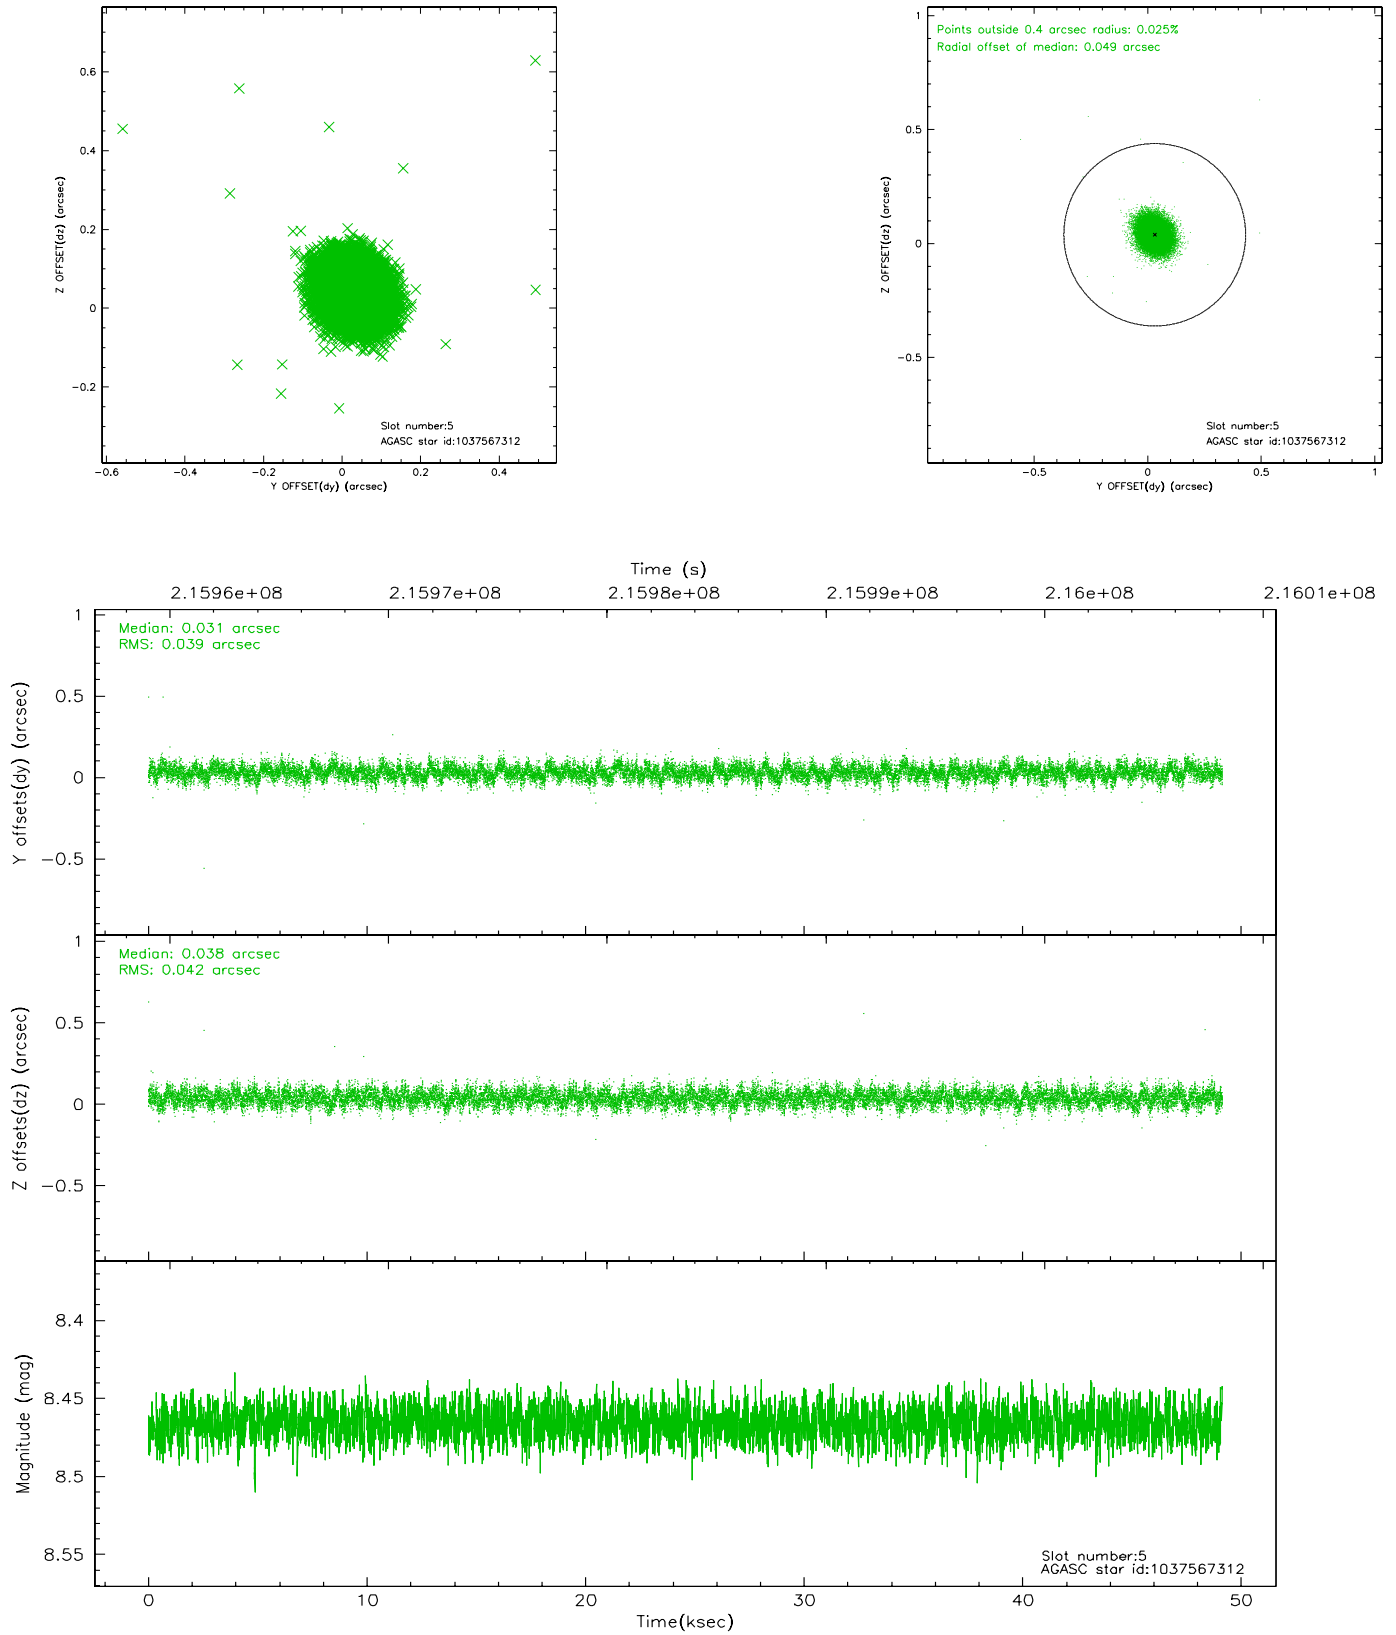 0.6
0.4
0.2
0
−0.2
Z OFFSET(dz) (arcsec)
−0.6 −0.4 −0.2 0 0.2 0.4
Y OFFSET(dy) (arcsec)
Slot number:5
AGASC star id:1037567312
Points outside 0.4 arcsec radius: 0.025%
Radial offset of median: 0.049 arcsec
1
0.5
0
−0.5
Z OFFSET(dz) (arcsec)
−0.5 0 0.5 1
Y OFFSET(dy) (arcsec)
Slot number:5
AGASC star id:1037567312
Time (s)
2.1596e+08 2.1597e+08 2.1598e+08 2.1599e+08 2.16e+08 2.1601e+08
Median: 0.031 arcsec
RMS: 0.039 arcsec
1
0.5
0
−0.5
Y offsets(dy) (arcsec)
Median: 0.038 arcsec
RMS: 0.042 arcsec
1
0.5
0
−0.5
Z offsets(dz) (arcsec)
8.4
8.45
8.5
8.55
Magnitude (mag)
Slot number:5
AGASC star id:1037567312
0 10 20 30 40 50
Time(ksec)